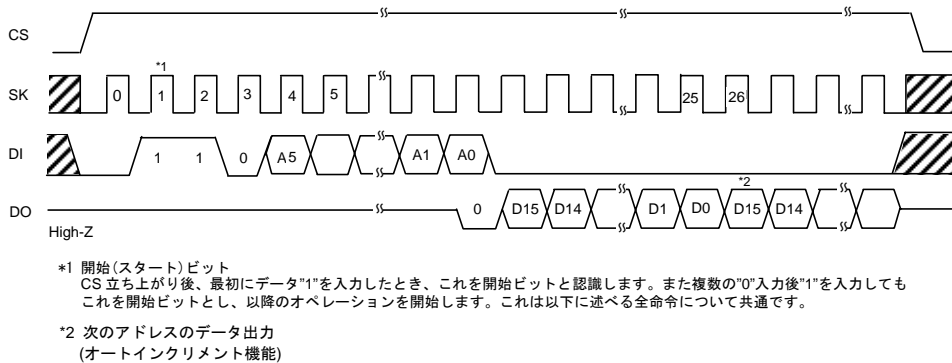 CS
*1
SK 0 1 2 3 4 5 25 26
DI 1 1 0 A5 A1 A0
*2
DO 0 D15 D14 D1 D0 D15 D14
High-Z
*1 開始(スタート)ビット
CS 立ち上がり後、最初にデータ"1"を入力したとき、これを開始ビットと認識します。また複数の"0"入力後"1"を入力しても
これを開始ビットとし、以降のオペレーションを開始します。これは以下に述べる全命令について共通です。
*2 次のアドレスのデータ出力
(オートインクリメント機能)